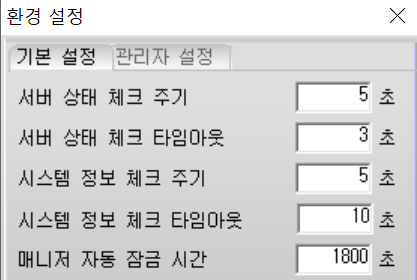 환경 설정
기본 설정 관리자 설정
서버 상태 체크 주기 5 초
서버 상태 체크 타임아웃 3 초
시스템 정보 체크 주기 5 초
시스템 정보 체크 타임아웃 10 초
매니저 자동 잠금 시간 1800 초